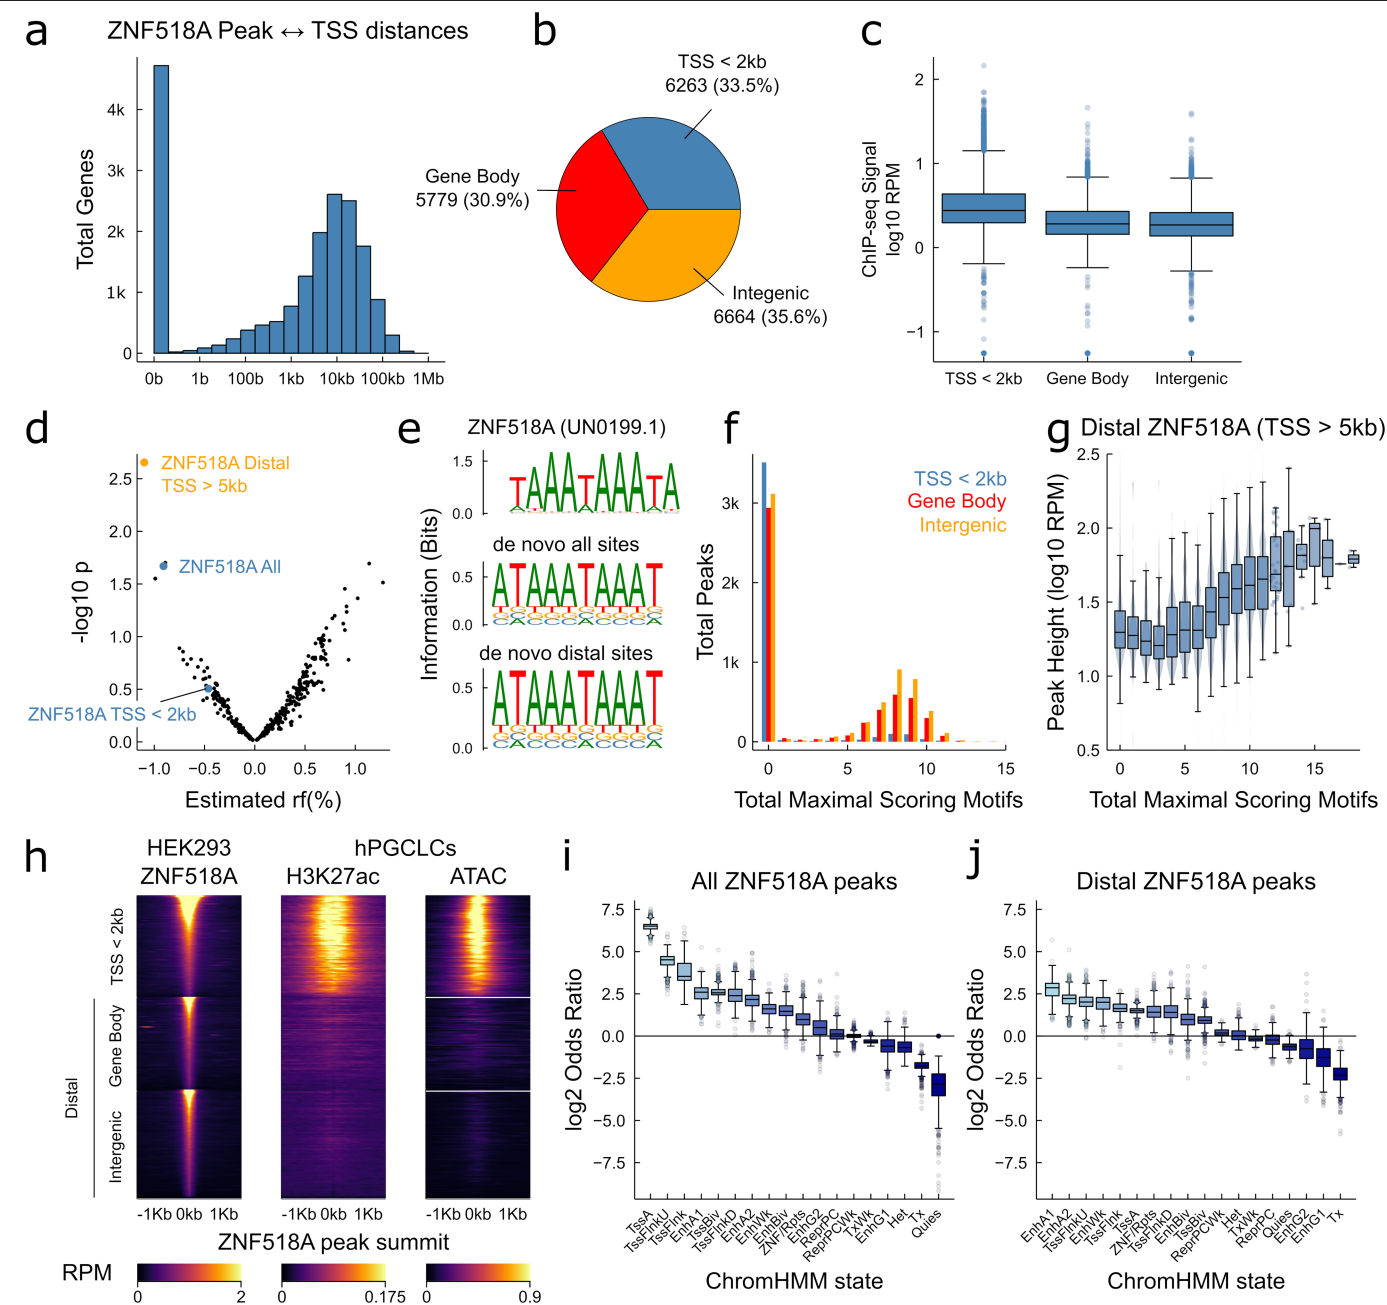 a
ZNF518A Peak ↔ TSS distances
Total Genes
4k
3k
2k
1k
0
0b 1b 100b 1kb 10kb 100kb 1Mb
b
TSS < 2kb
6263 (33.5%)
Gene Body
5779 (30.9%)
Integenic
6664 (35.6%)
c
ChIP-seq Signal
log10 RPM
2
1
0
−1
TSS < 2kb Gene Body Intergenic
d
-log10 p
2.5
2.0
1.5
1.0
0.5
0.0
ZNF518A Distal
TSS > 5kb
ZNF518A All
ZNF518A TSS < 2kb
−1.0 −0.5 0.0 0.5 1.0
Estimated rf(%)
e
ZNF518A (UN0199.1)
Information (Bits)
1.5
0.0
TAAATAAATA
de novo all sites
0.5
0.0
ATAAATAAAT
de novo distal sites
0.5
0.0
ATAAATAAAT
f
Total Peaks
3k
2k
1k
0
TSS < 2kb
Gene Body
Intergenic
0 5 10 15
Total Maximal Scoring Motifs
g
Distal ZNF518A (TSS > 5kb)
Peak Height (log10 RPM)
2.5
2.0
1.5
1.0
0.5
0 5 10 15
Total Maximal Scoring Motifs
h
HEK293
ZNF518A
hPGCLCs
H3K27ac ATAC
TSS < 2kb
Gene Body
Intergenic
Distal
-1Kb 0kb 1Kb -1Kb 0kb 1Kb -1Kb 0kb 1Kb
ZNF518A peak summit
RPM
0 2 0 0.175 0 0.9
i
All ZNF518A peaks
log2 Odds Ratio
7.5
5.0
2.5
0.0
−2.5
−5.0
−7.5
TssA TssFlnkU TssFlnk EnhA1 TssBiv TssFlnkD EnhA2 EnhWk EnhBiv ZNF/Rpts EnhG2 ReprPC ReprPCWk TxWk EnhG1 Het Tx Quies
ChromHMM state
j
Distal ZNF518A peaks
log2 Odds Ratio
7.5
5.0
2.5
0.0
−2.5
−5.0
−7.5
EnhA1 EnhA2 TssFlnkU EnhWk TssFlnk TssA ZNF/Rpts TssFlnkD EnhBiv TssBiv ReprPCWk Het TxWk ReprPC Quies EnhG2 EnhG1 Tx
ChromHMM state